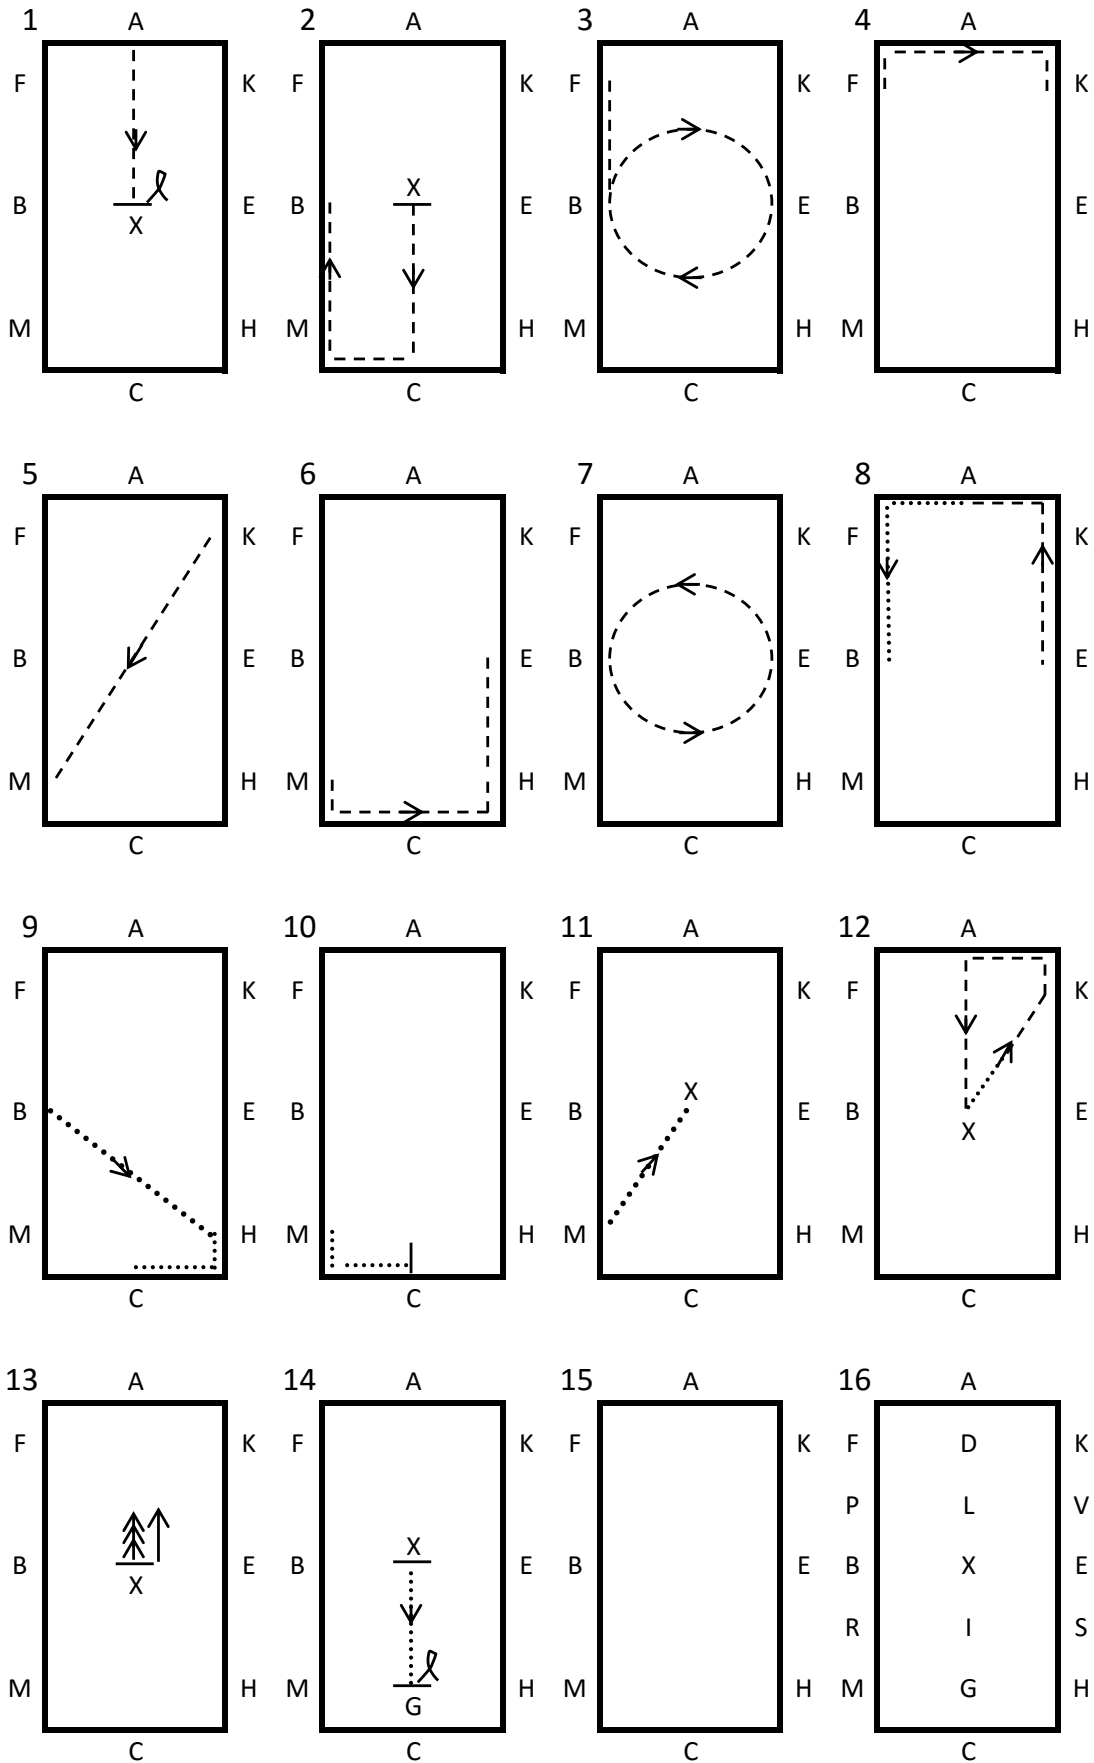 1 A 2 A 3 A 4 A
F K F K F K F K
X
B E B E B E B E
X
M H M H M H M H
C C C C
5 A 6 A 7 A 8 A
F K F K F K F K
B E B E B E B E
M H M H M H M H
C C C C
9 A 10 A 11 A 12 A
F K F K F K F K
X
B E B E B E B E
X
M H M H M H M H
C C C C
13 A 14 A 15 A 16 A
F K F K F K F D K
P L V
X
B E B E B E B X E
X
R I S
M H M H M H M G H
G
C C C C